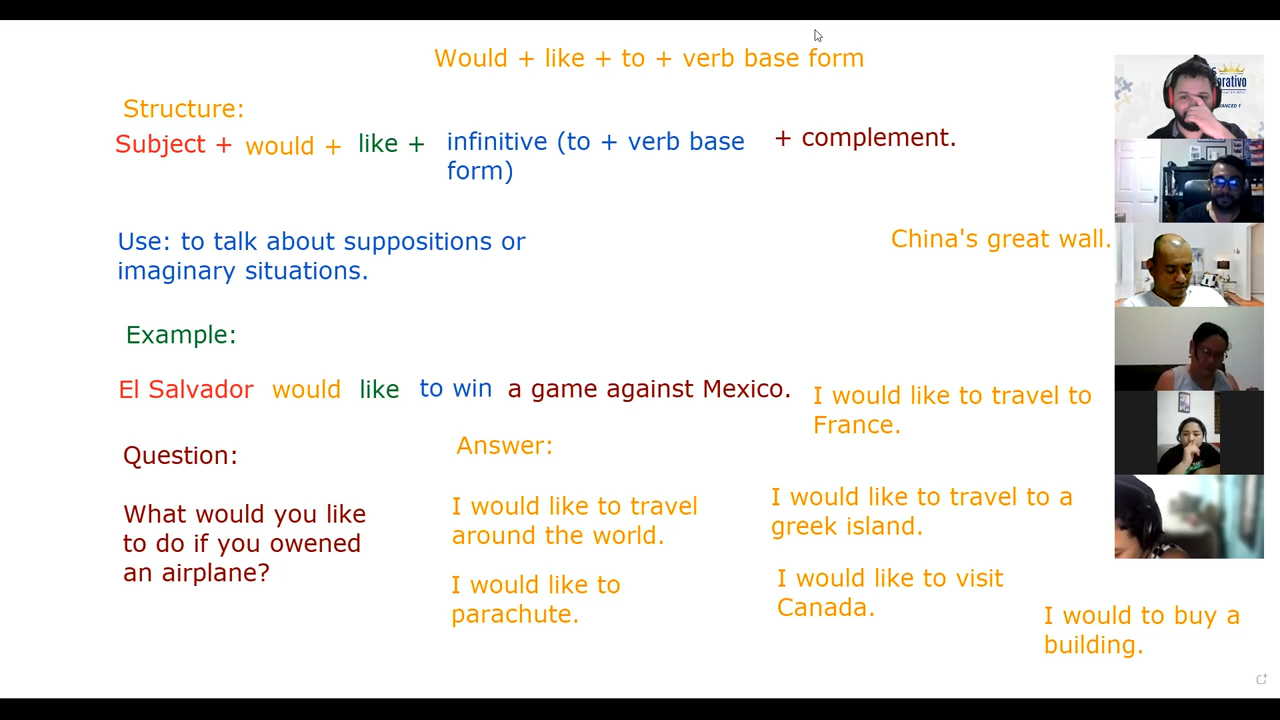 Would + like + to + verb base form
Structure:
Subject + would + like + infinitive (to + verb base + complement.
form)
Use: to talk about suppositions or
imaginary situations.
China's great wall.
Example:
El Salvador would like to win a game against Mexico.
I would like to travel to
France.
Question:
What would you like
to do if you owened
an airplane?
Answer:
I would like to travel
around the world.
I would like to
parachute.
I would like to travel to a
greek island.
I would like to visit
Canada.
I would to buy a
building.